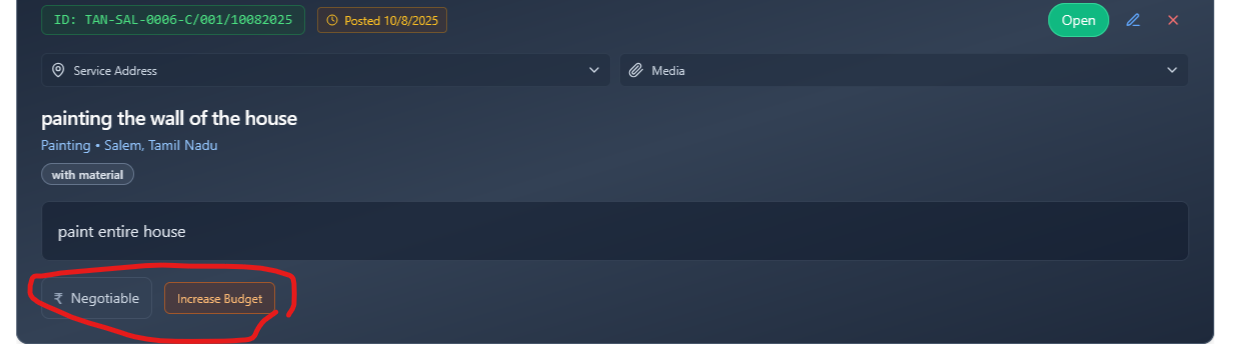 ID: TAN-SAL-0006-C/001/10082025 Posted 10/8/2025 Open
Service Address Media
painting the wall of the house
Painting • Salem, Tamil Nadu
with material
paint entire house
₹ Negotiable Increase Budget